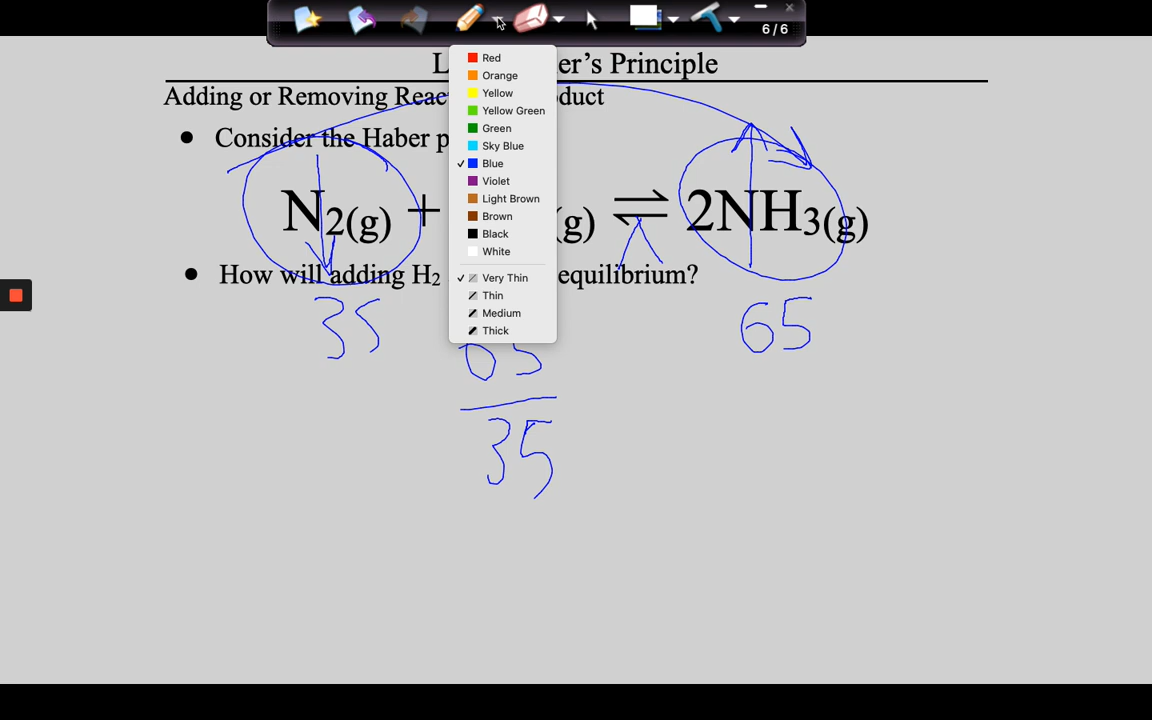 6/6
L er’s Principle
Adding or Removing Reac duct
Consider the Haber p
N2(g) + (g) ⇌ 2NH3(g)
How will adding H2 equilibrium?
Red
Orange
Yellow
Yellow Green
Green
Sky Blue
Blue
Violet
Light Brown
Brown
Black
White
Very Thin
Thin
Medium
Thick
35 65
65
35